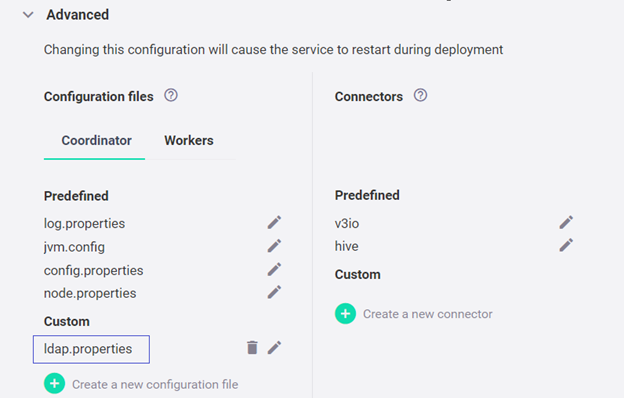 Advanced
Changing this configuration will cause the service to restart during deployment
Configuration files
Coordinator Workers
Predefined
log.properties
jvm.config
config.properties
node.properties
Custom
ldap.properties
Create a new configuration file
Connectors
Predefined
v3io
hive
Custom
Create a new connector